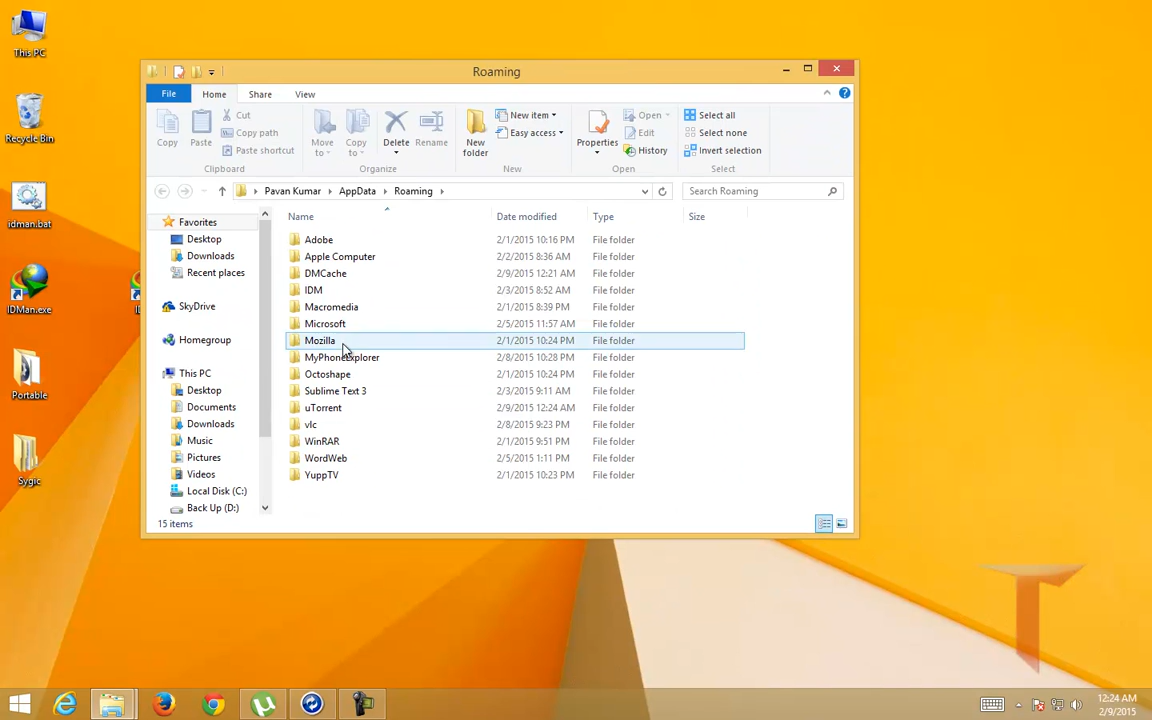 This PC
Recycle Bin
idman.bat
IDMan.exe
Portable
Sygic
Roaming
File Home Share View
Copy
Paste
Cut
Copy path
Paste shortcut
Clipboard
Move to
Copy to
Delete
Rename
Organize
New folder
New item
Easy access
New
Properties
Open
Edit
History
Open
Select all
Select none
Invert selection
Select
Pavan Kumar AppData Roaming
Search Roaming
Favorites
Desktop
Downloads
Recent places
SkyDrive
Homegroup
This PC
Desktop
Documents
Downloads
Music
Pictures
Videos
Local Disk (C:)
Back Up (D:)
Name Date modified Type Size
Adobe 2/1/2015 10:16 PM File folder
Apple Computer 2/2/2015 8:36 AM File folder
DMCache 2/9/2015 12:21 AM File folder
IDM 2/3/2015 8:52 AM File folder
Macromedia 2/1/2015 8:39 PM File folder
Microsoft 2/5/2015 11:57 AM File folder
Mozilla 2/1/2015 10:24 PM File folder
MyPhoneExplorer 2/8/2015 10:28 PM File folder
Octoshape 2/1/2015 10:24 PM File folder
Sublime Text 3 2/3/2015 9:11 AM File folder
uTorrent 2/9/2015 12:24 AM File folder
vlc 2/8/2015 9:23 PM File folder
WinRAR 2/1/2015 9:51 PM File folder
WordWeb 2/5/2015 1:11 PM File folder
YuppTV 2/1/2015 10:23 PM File folder
15 items
12:24 AM
2/9/2015